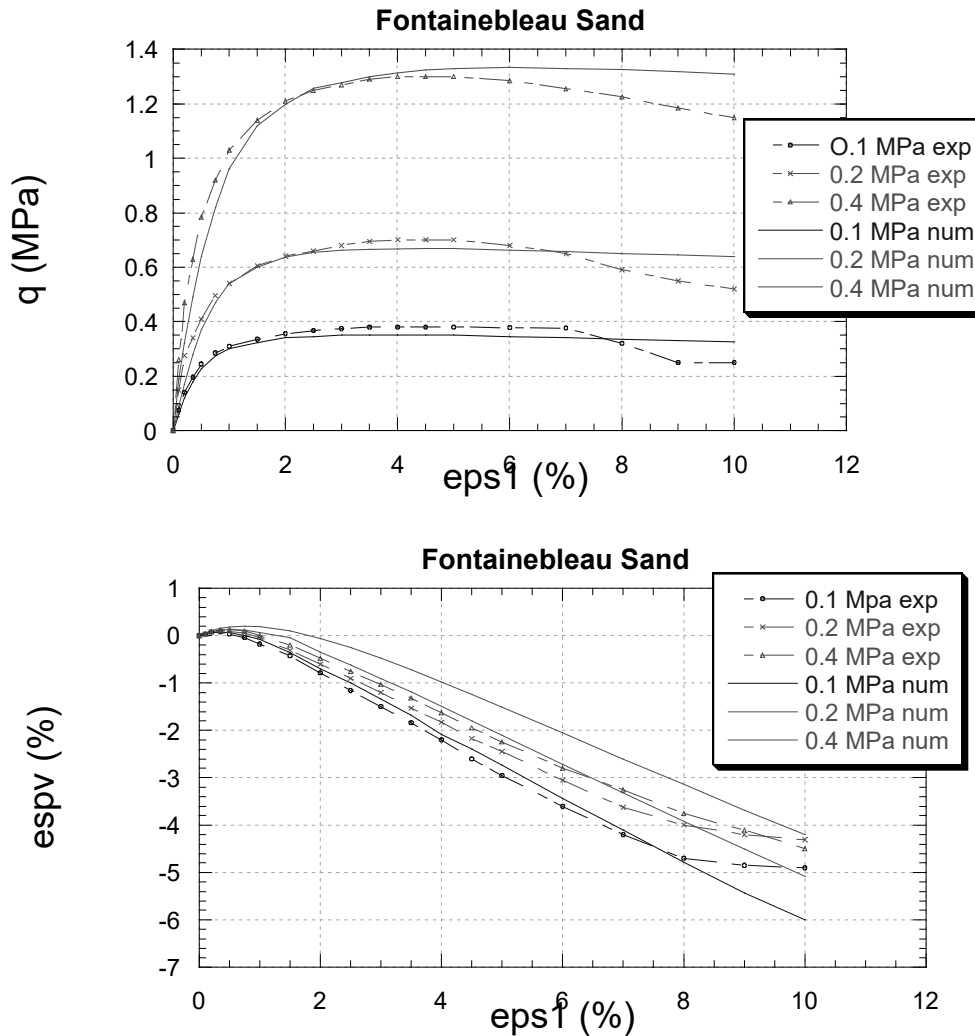 Fontainebleau Sand
1.4
1.2
1
0.8
0.6
0.4
0.2
0
q (MPa)
0 2 4 6 8 10 12
eps1 (%)
O.1 MPa exp
0.2 MPa exp
0.4 MPa exp
0.1 MPa num
0.2 MPa num
0.4 MPa num
Fontainebleau Sand
1
0
-1
-2
-3
-4
-5
-6
-7
espv (%)
0 2 4 6 8 10 12
eps1 (%)
0.1 Mpa exp
0.2 MPa exp
0.4 MPa exp
0.1 MPa num
0.2 MPa num
0.4 MPa num